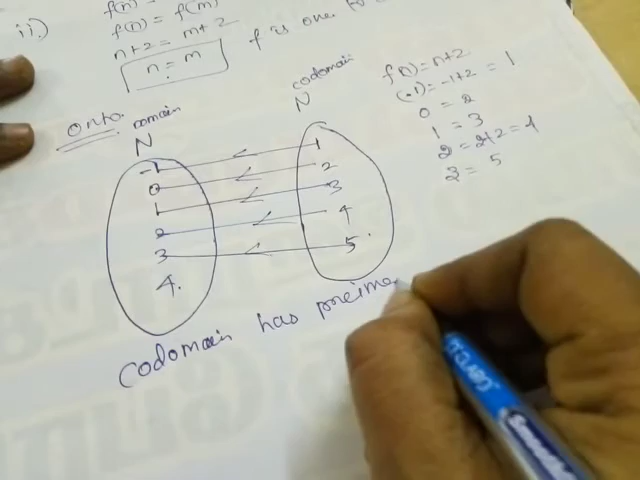 ii)
f(n) = f(m)
n+2 = m+2
n = m
f is one to
onto
domain
N
-1
0
1
2
3
4.
codomain
N
1
2
3
4
5.
f(n) = n+2
(-1) = -1+2 = 1
0 = 2
1 = 3
2 = 2+2 = 4
3 = 5
codomain has preima